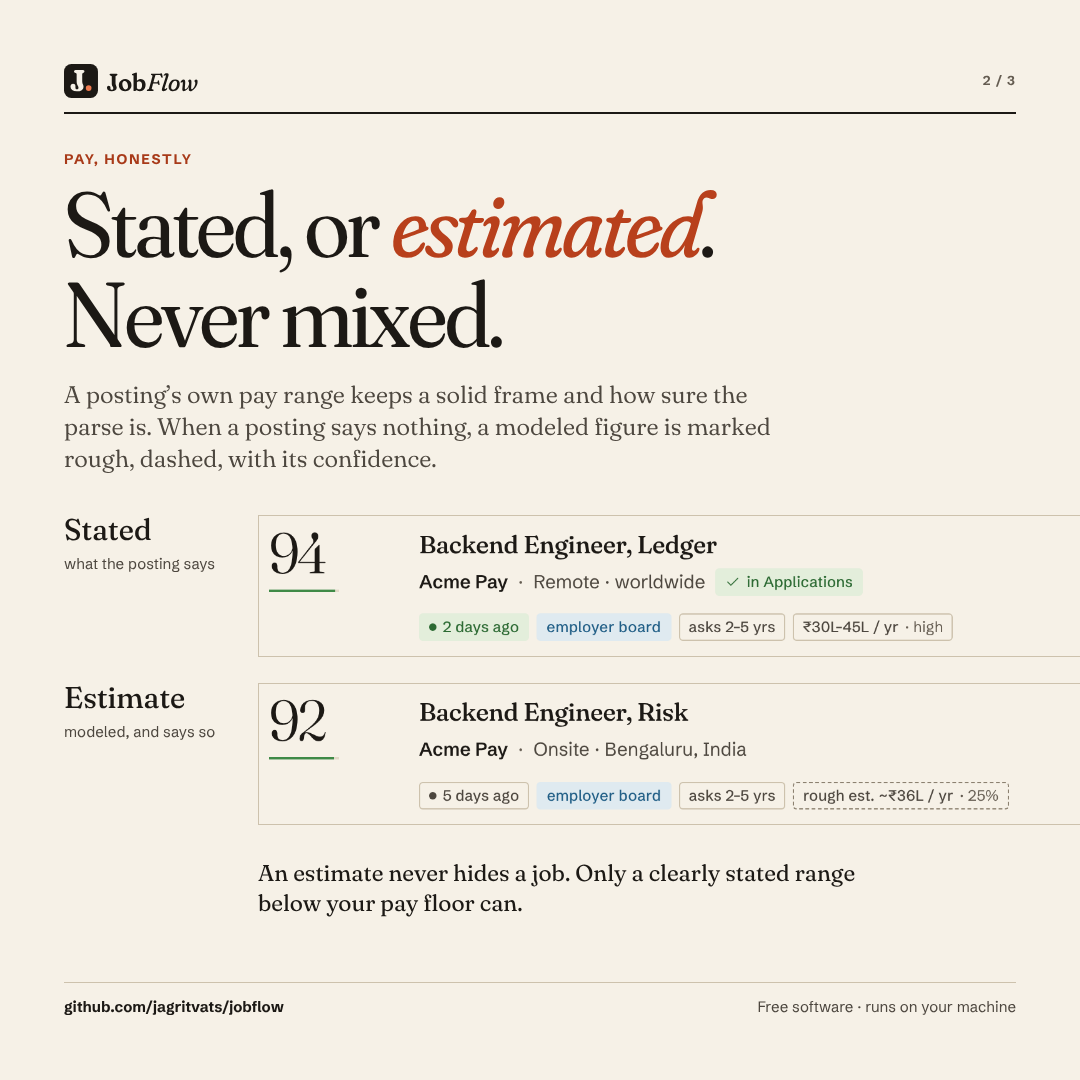 J. JobFlow
2 / 3
PAY, HONESTLY
Stated, or estimated.
Never mixed.
A posting’s own pay range keeps a solid frame and how sure the
parse is. When a posting says nothing, a modeled figure is marked
rough, dashed, with its confidence.
Stated
what the posting says
94
Backend Engineer, Ledger
Acme Pay · Remote · worldwide ✓ in Applications
● 2 days ago employer board asks 2–5 yrs ₹30L–45L / yr · high
Estimate
modeled, and says so
92
Backend Engineer, Risk
Acme Pay · Onsite · Bengaluru, India
● 5 days ago employer board asks 2–5 yrs rough est. ~₹36L / yr · 25%
An estimate never hides a job. Only a clearly stated range
below your pay floor can.
github.com/jagritvats/jobflow
Free software · runs on your machine